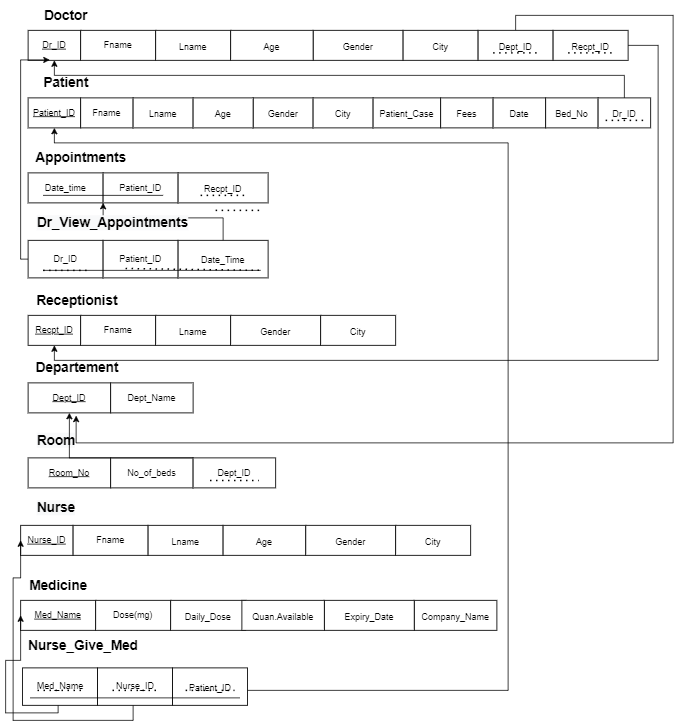 Doctor
Dr_ID Fname Lname Age Gender City Dept_ID Recpt_ID
Patient
Patient_ID Fname Lname Age Gender City Patient_Case Fees Date Bed_No Dr_ID
Appointments
Date_time Patient_ID Recpt_ID
Dr_View_Appointments
Dr_ID Patient_ID Date_Time
Receptionist
Recpt_ID Fname Lname Gender City
Departement
Dept_ID Dept_Name
Room
Room_No No_of_beds Dept_ID
Nurse
Nurse_ID Fname Lname Age Gender City
Medicine
Med_Name Dose(mg) Daily_Dose Quan.Available Expiry_Date Company_Name
Nurse_Give_Med
Med_Name Nurse_ID Patient_ID